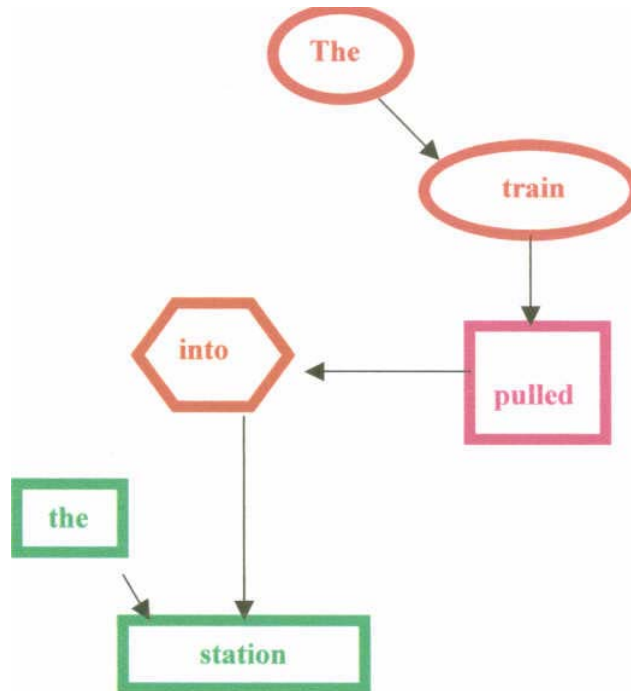 The
train
pulled
into
the
station